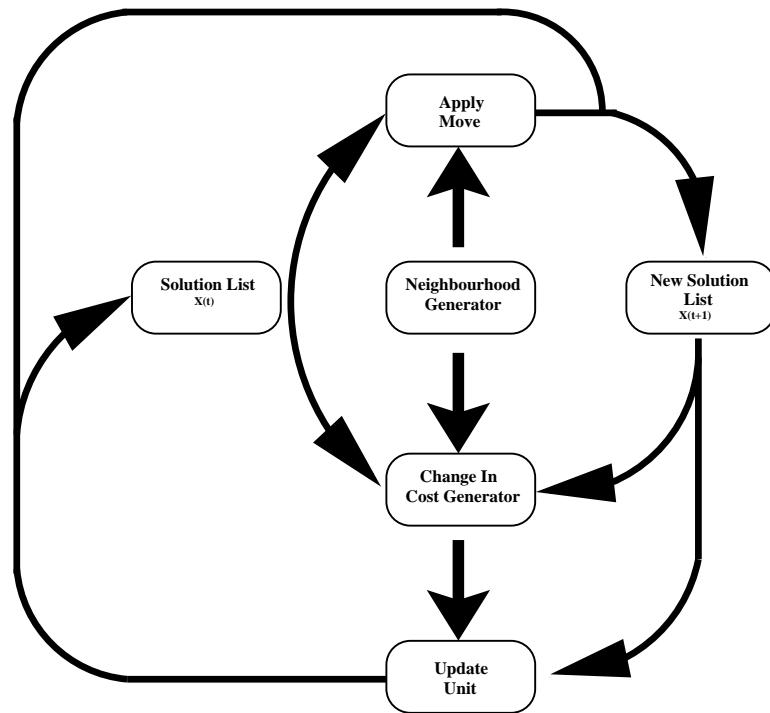 Apply
Move
Solution List
X(t)
Neighbourhood
Generator
New Solution
List
X(t+1)
Change In
Cost Generator
Update
Unit